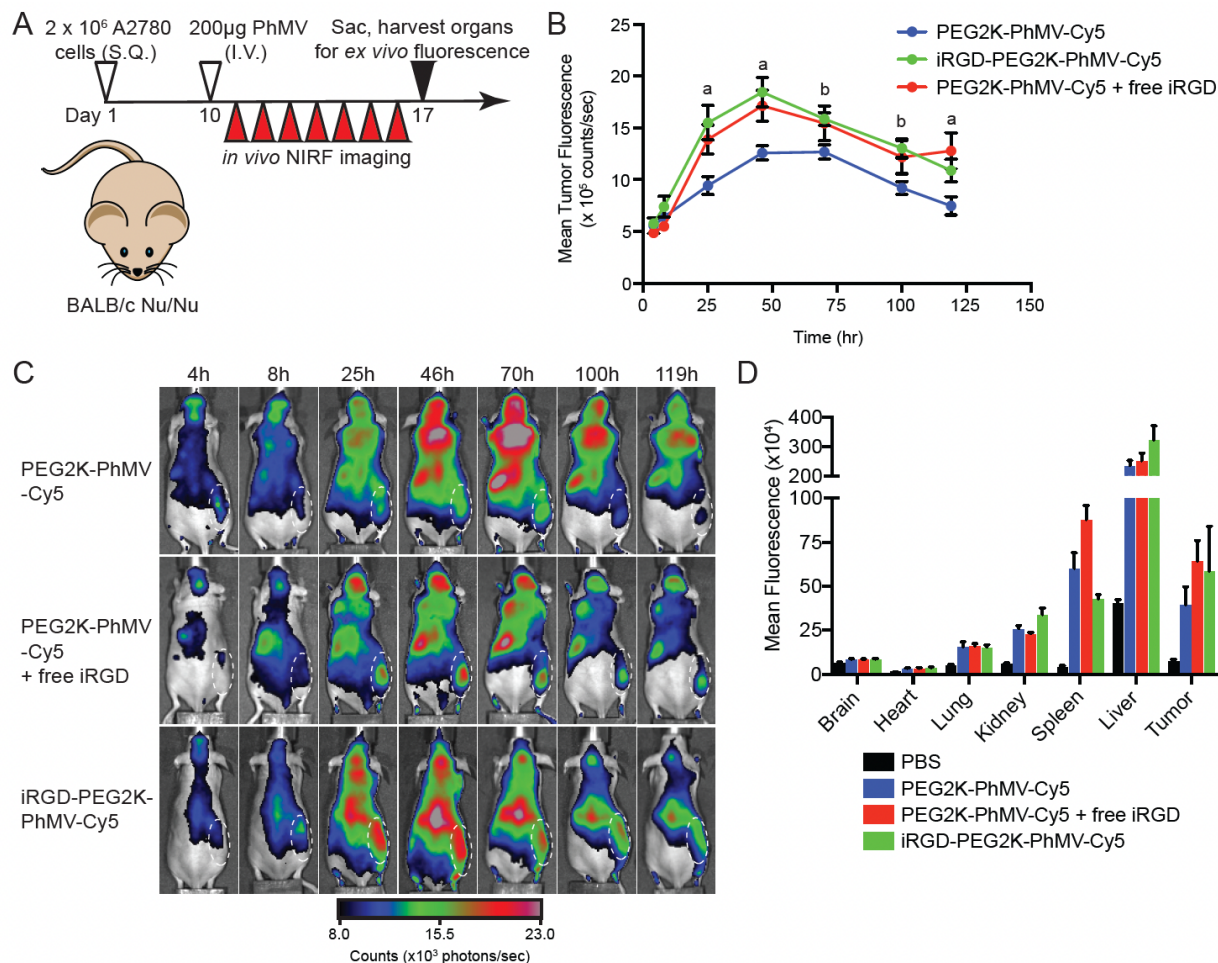 A
2 x 10⁶ A2780
cells (S.Q.)
200µg PhMV
(I.V.)
Sac, harvest organs
for ex vivo fluorescence
Day 1
10
17
in vivo NIRF imaging
BALB/c Nu/Nu
B
Mean Tumor Fluorescence
(x 10⁵ counts/sec)
25
20
15
10
5
0
a
a
b
b
a
PEG2K-PhMV-Cy5
iRGD-PEG2K-PhMV-Cy5
PEG2K-PhMV-Cy5 + free iRGD
0 25 50 75 100 125 150
Time (hr)
C
4h 8h 25h 46h 70h 100h 119h
PEG2K-PhMV
-Cy5
PEG2K-PhMV
-Cy5
+ free iRGD
iRGD-PEG2K-
PhMV-Cy5
8.0 15.5 23.0
Counts (x10³ photons/sec)
D
Mean Fluorescence (x10⁴)
400
300
200
100
75
50
25
0
Brain Heart Lung Kidney Spleen Liver Tumor
PBS
PEG2K-PhMV-Cy5
PEG2K-PhMV-Cy5 + free iRGD
iRGD-PEG2K-PhMV-Cy5